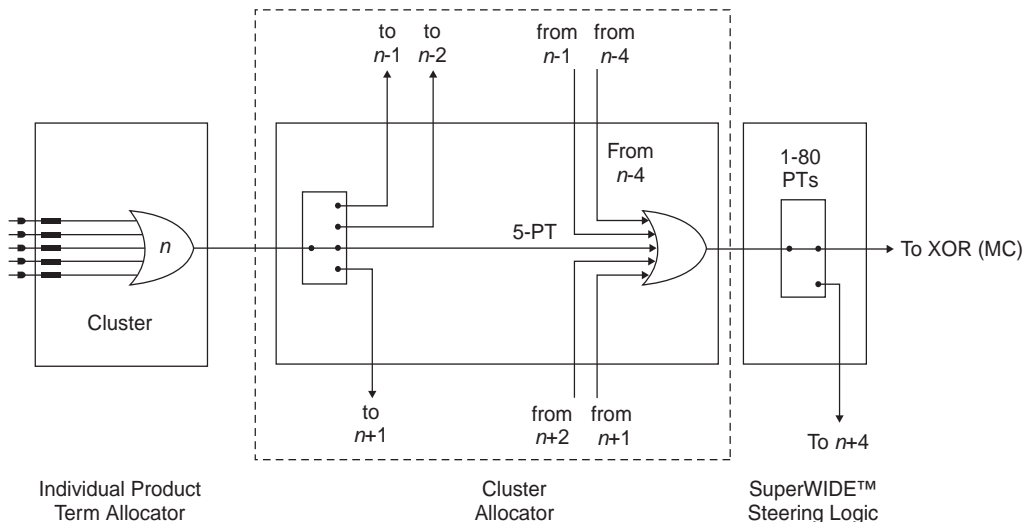 to
n-1
to
n-2
from
n-1
from
n-4
From
n-4
1-80
PTs
n
5-PT
To XOR (MC)
Cluster
to
n+1
from
n+2
from
n+1
To n+4
Individual Product
Term Allocator
Cluster
Allocator
SuperWIDE™
Steering Logic